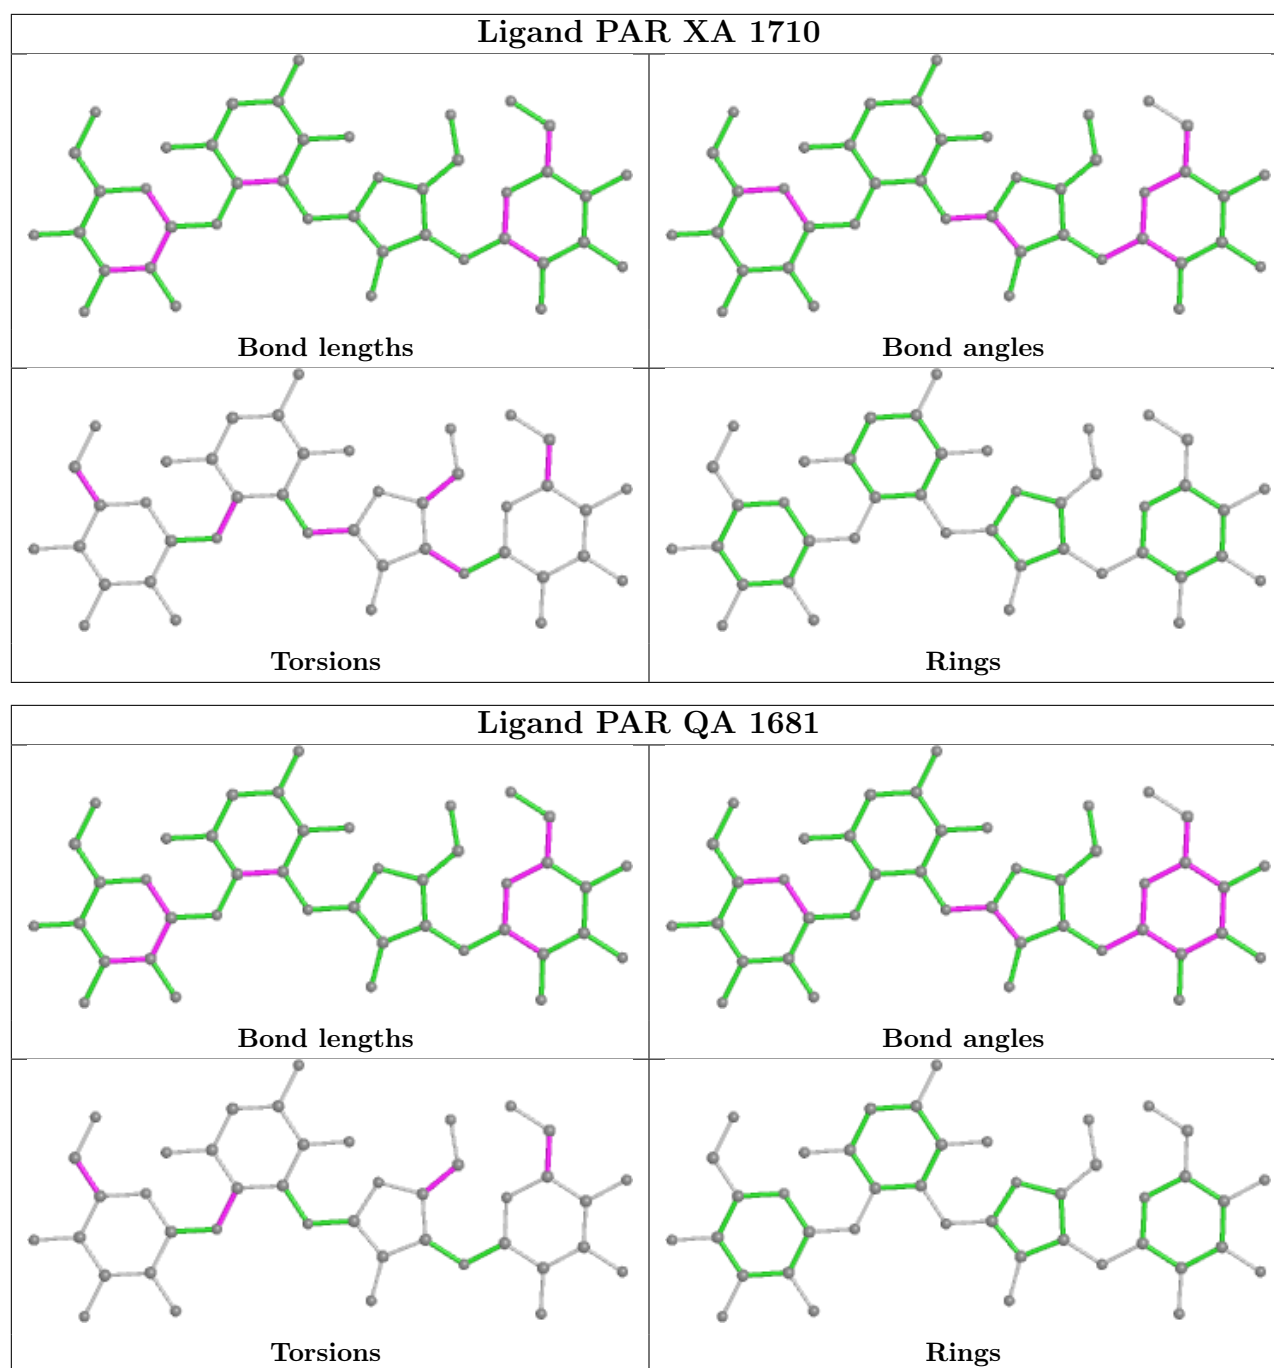 Ligand PAR XA 1710
Bond lengths
Bond angles
Torsions
Rings
Ligand PAR QA 1681
Bond lengths
Bond angles
Torsions
Rings